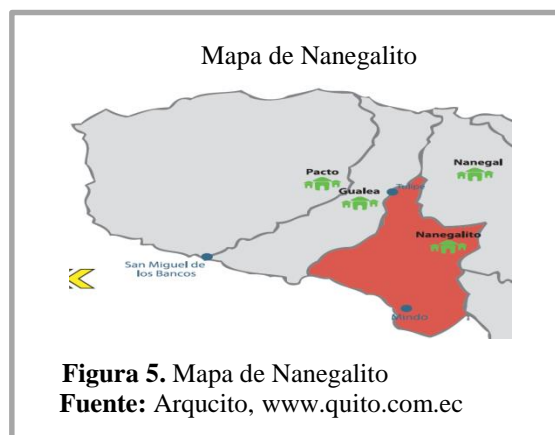 Mapa de Nanegalito
Pacto
Gualea
Tulipe
Nanegal
Nanegalito
San Miguel de
los Bancos
Mindo
Figura 5. Mapa de Nanegalito
Fuente: Arqucito, www.quito.com.ec